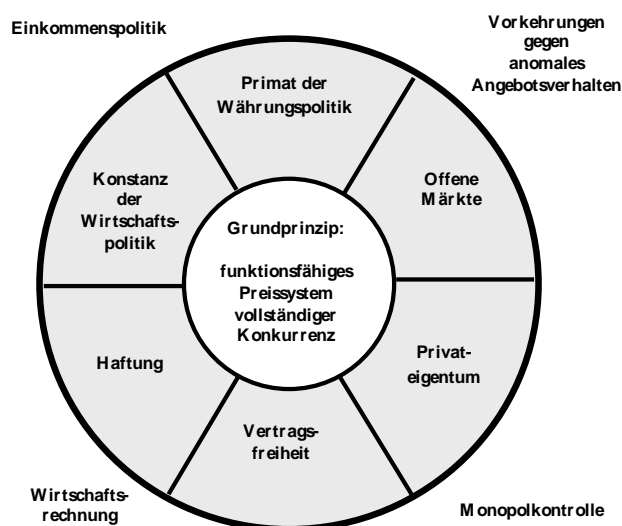 Einkommenspolitik
Vorkehrungen
gegen
anomales
Angebotsverhalten
Primat der
Währungspolitik
Konstanz
der
Wirtschafts-
politik
Offene
Märkte
Grundprinzip:
funktionsfähiges
Preissystem
vollständiger
Konkurrenz
Haftung
Privat-
eigentum
Vertrags-
freiheit
Wirtschafts-
rechnung
Monopolkontrolle